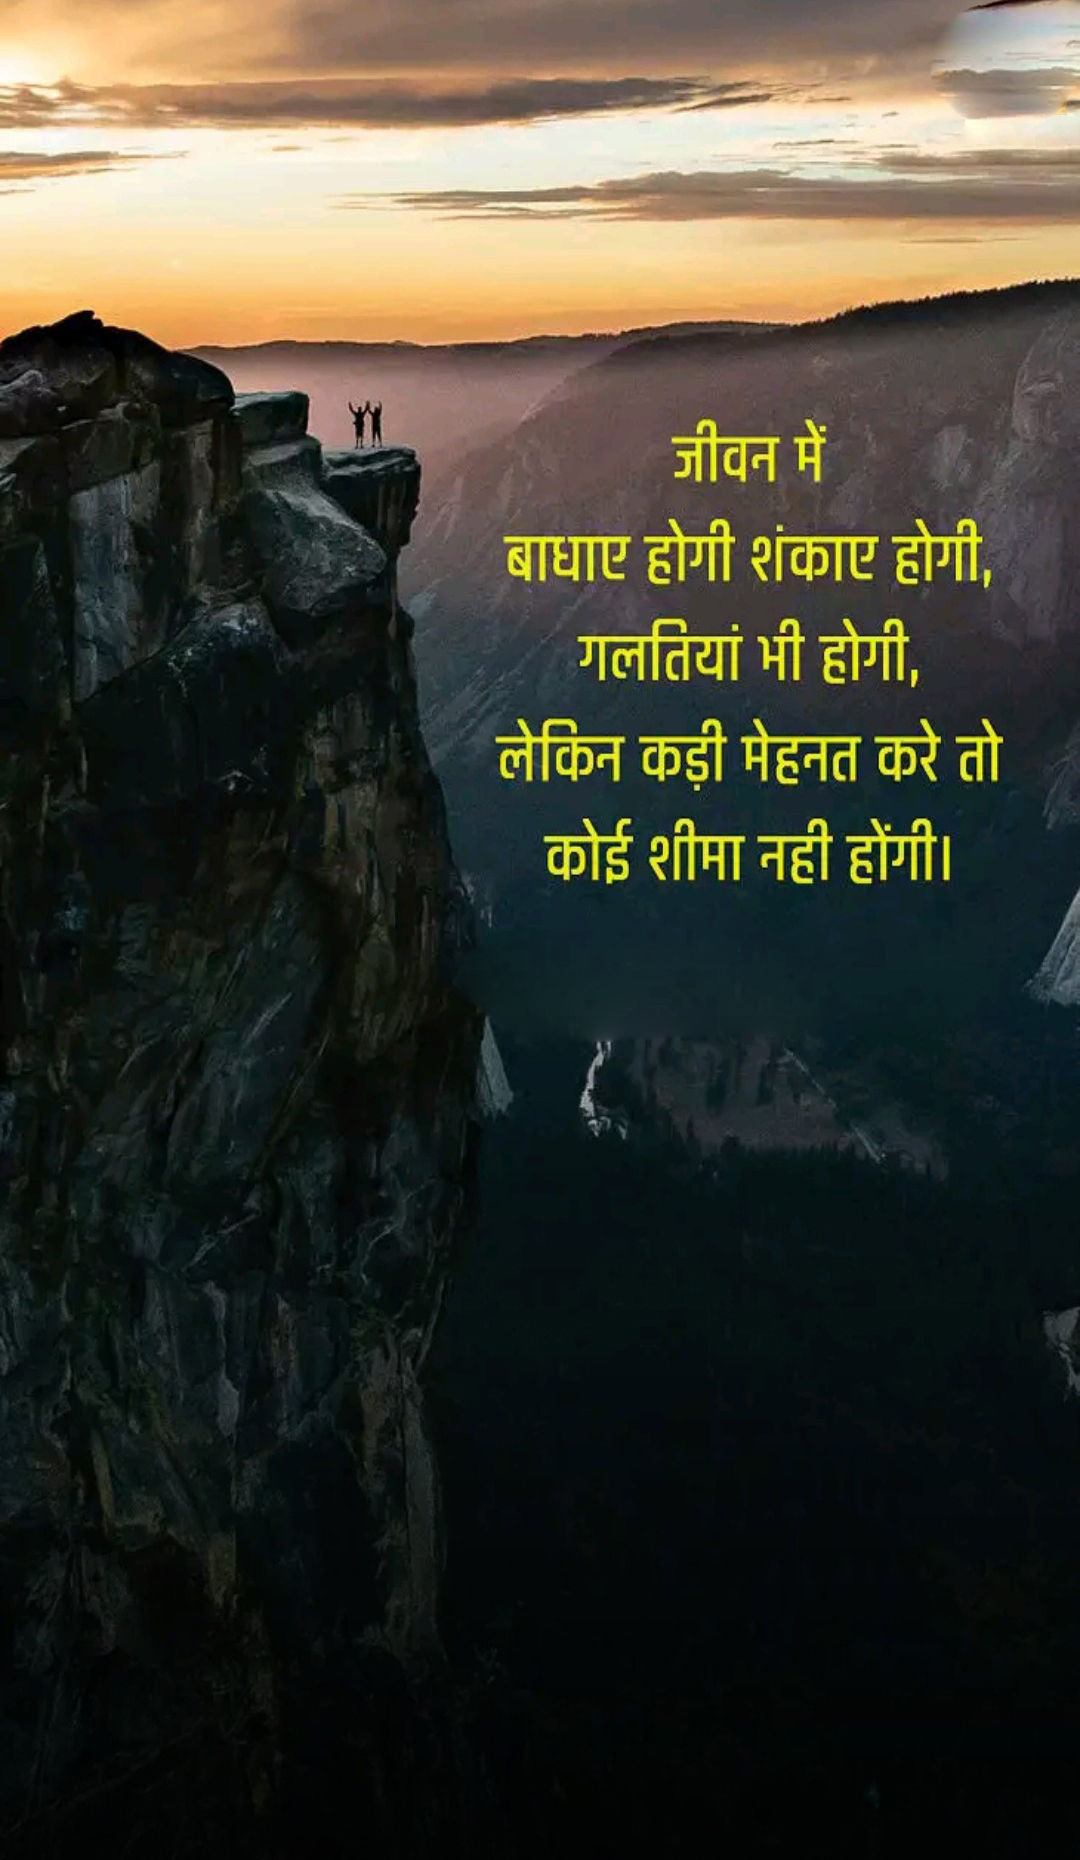 जीवन में
बाधाए होगी शंकाए होगी,
गलतियां भी होगी,
लेकिन कड़ी मेहनत करे तो
कोई शीमा नही होंगी।